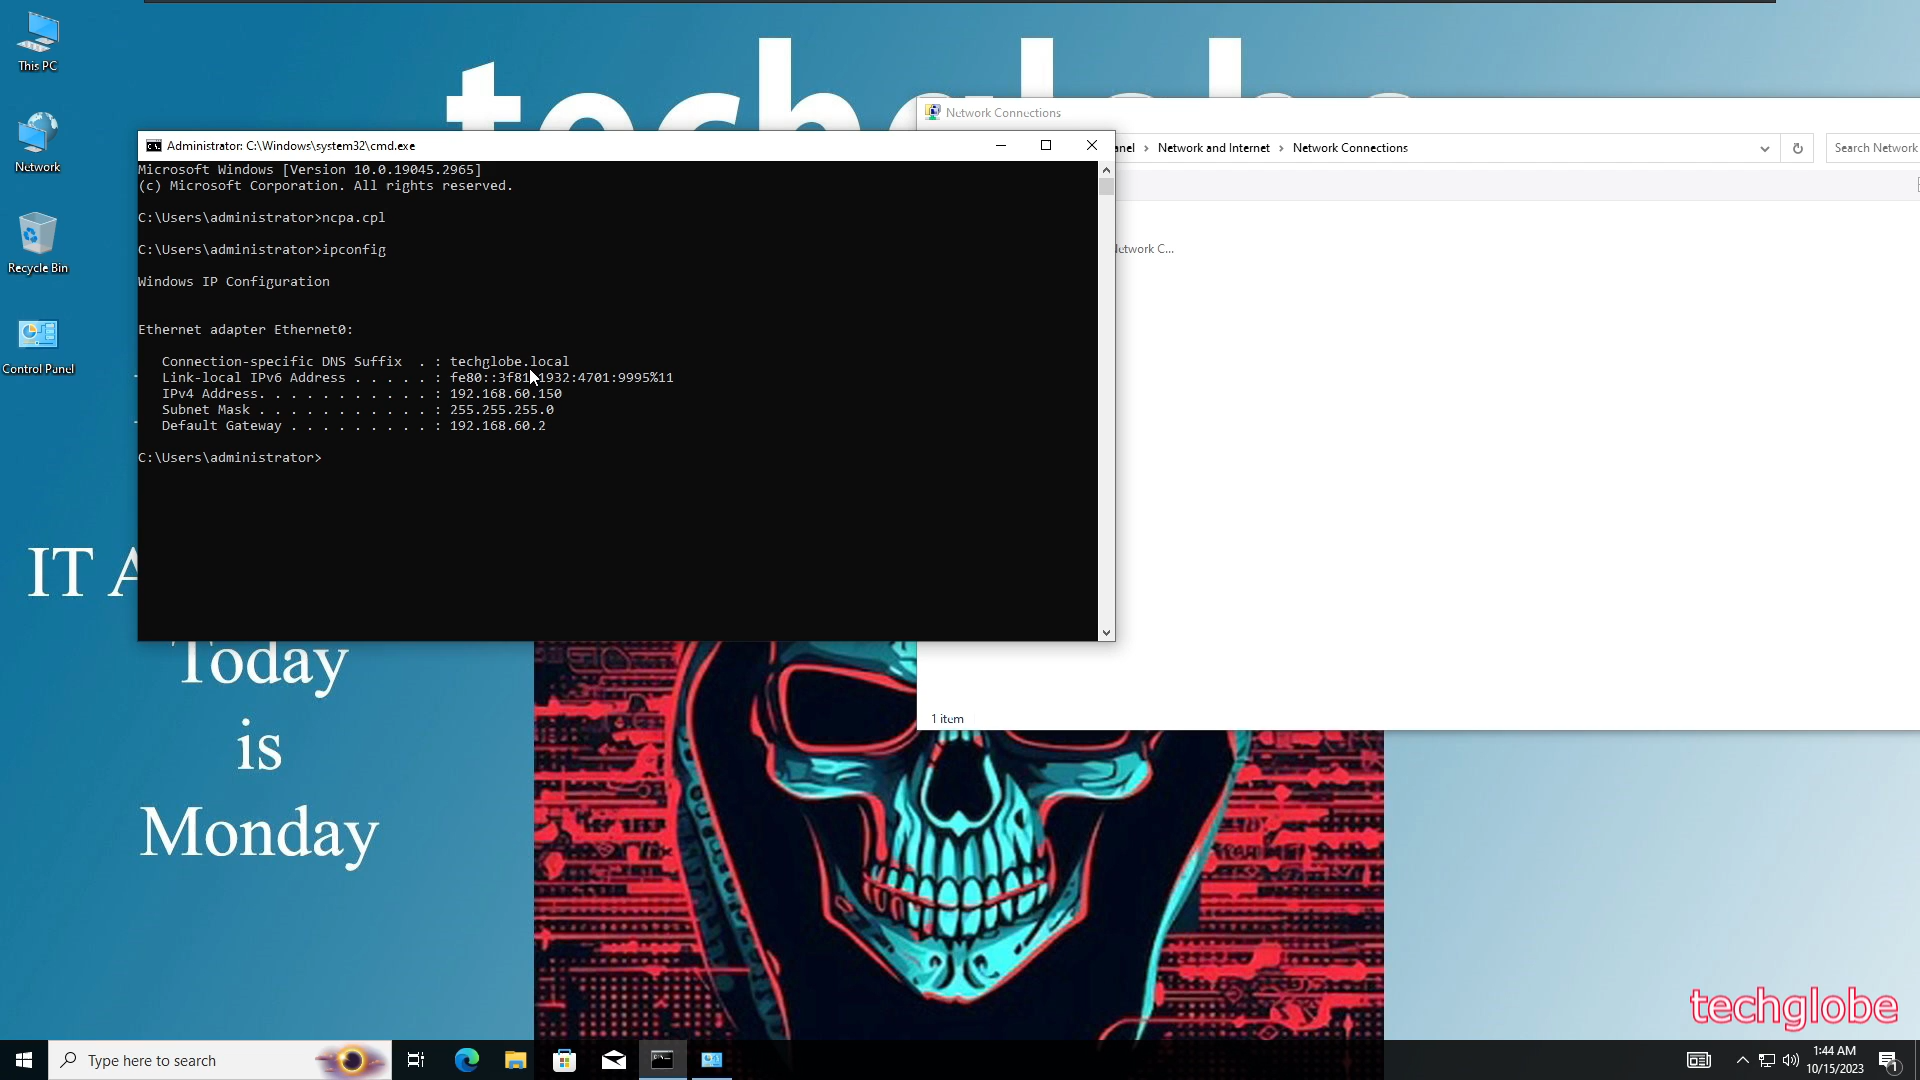 This PC
Network
Recycle Bin
Control Panel
Network Connections
Network and Internet › Network Connections
Search Network
1 item
Administrator: C:\Windows\system32\cmd.exe
Microsoft Windows [Version 10.0.19045.2965]
(c) Microsoft Corporation. All rights reserved.
C:\Users\administrator>ncpa.cpl
C:\Users\administrator>ipconfig
Windows IP Configuration
Ethernet adapter Ethernet0:
Connection-specific DNS Suffix . : techglobe.local
Link-local IPv6 Address . . . . . : fe80::3f81:1932:4701:9995%11
IPv4 Address. . . . . . . . . . . : 192.168.60.150
Subnet Mask . . . . . . . . . . . : 255.255.255.0
Default Gateway . . . . . . . . . : 192.168.60.2
C:\Users\administrator>
IT
Today
is
Monday
techglobe
Type here to search
1:44 AM
10/15/2023
1